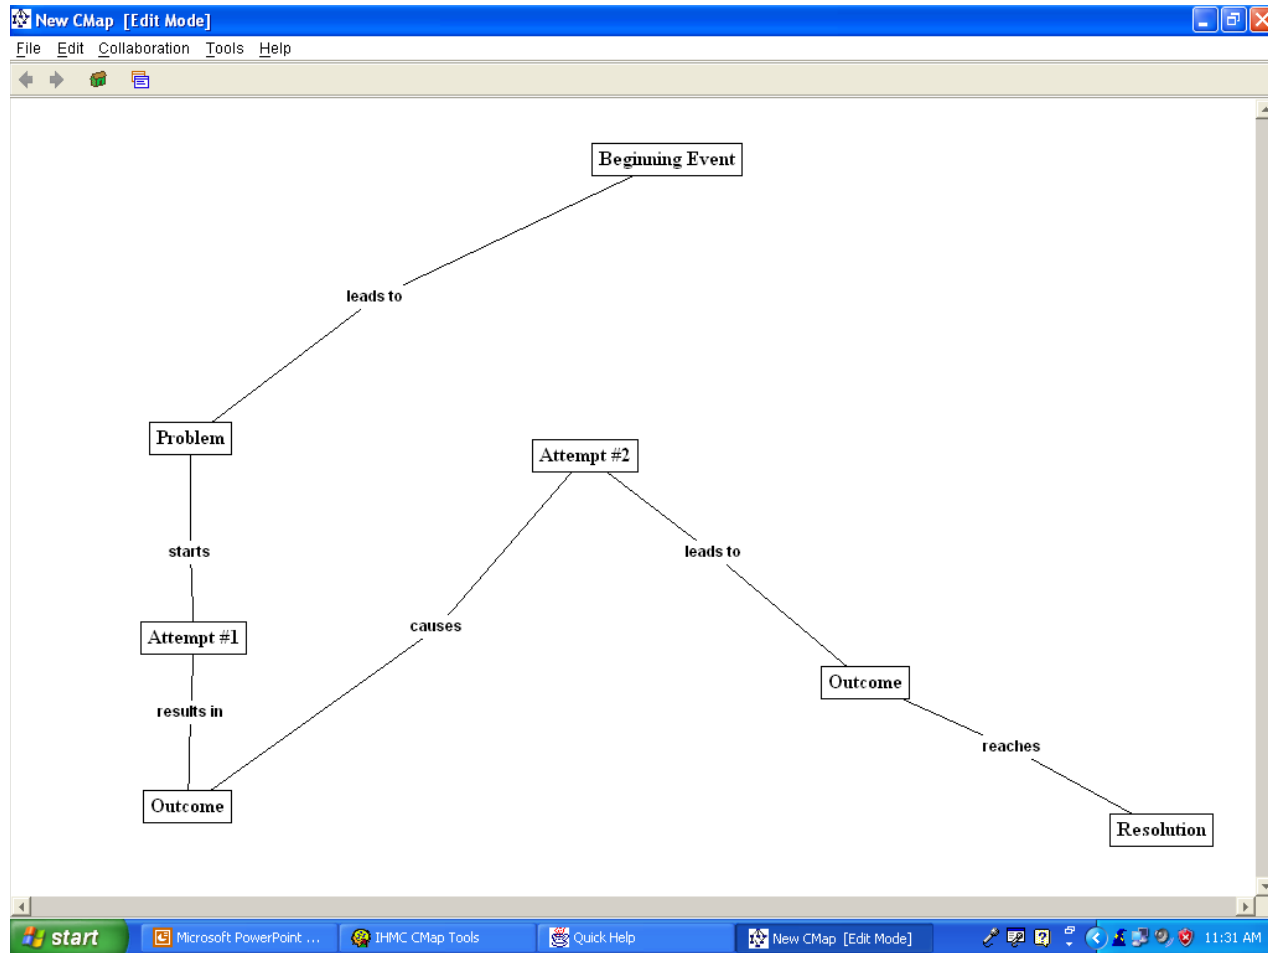 New CMap [Edit Mode]
File Edit Collaboration Tools Help
Beginning Event
leads to
Problem
Attempt #2
starts
leads to
causes
Attempt #1
Outcome
results in
reaches
Outcome
Resolution
start
Microsoft PowerPoint ...
IHMC CMap Tools
Quick Help
New CMap [Edit Mode]
11:31 AM